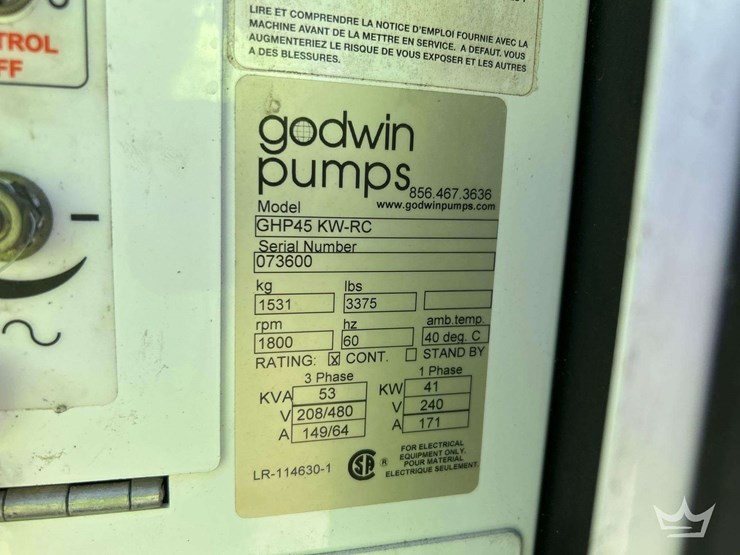 LIRE ET COMPRENDRE LA NOTICE D'EMPLOI FOURNIE AVEC LA
MACHINE AVANT DE LA METTRE EN SERVICE. A DEFAUT, VOUS
AUGMENTERIEZ LE RISQUE DE VOUS EXPOSER ET LES AUTRES
A DES BLESSURES.
TROL
FF
godwin
pumps
856.467.3636
www.godwinpumps.com
Model
GHP45 KW-RC
Serial Number
073600
kg lbs
1531 3375
rpm hz amb.temp.
1800 60 40 deg. C
RATING: X CONT. STAND BY
3 Phase 1 Phase
KVA 53 KW 41
V 208/480 V 240
A 149/64 A 171
LR-114630-1
SA ®
FOR ELECTRICAL
EQUIPMENT ONLY.
POUR MATERIAL
ELECTRIQUE SEULEMENT.